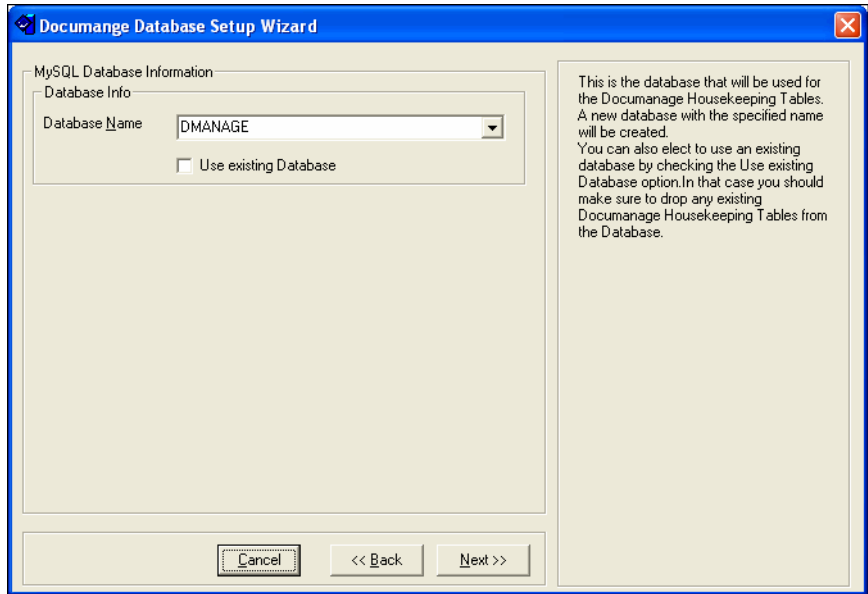 Documange Database Setup Wizard
MySQL Database Information
Database Info
Database Name
DMANAGE
Use existing Database
This is the database that will be used for
the Documanage Housekeeping Tables.
A new database with the specified name
will be created.
You can also elect to use an existing
database by checking the Use existing
Database option.In that case you should
make sure to drop any existing
Documanage Housekeeping Tables from
the Database.
Cancel
<< Back
Next >>